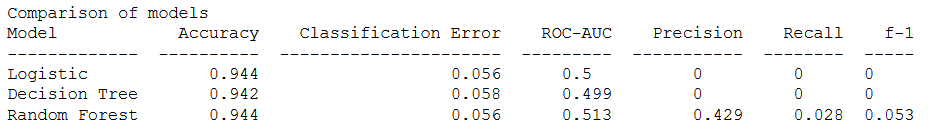 Comparison of models
Model Accuracy Classification Error ROC-AUC Precision Recall f-1
------------- ---------- ---------------------- --------- ----------- -------- -----
Logistic 0.944 0.056 0.5 0 0 0
Decision Tree 0.942 0.058 0.499 0 0 0
Random Forest 0.944 0.056 0.513 0.429 0.028 0.053